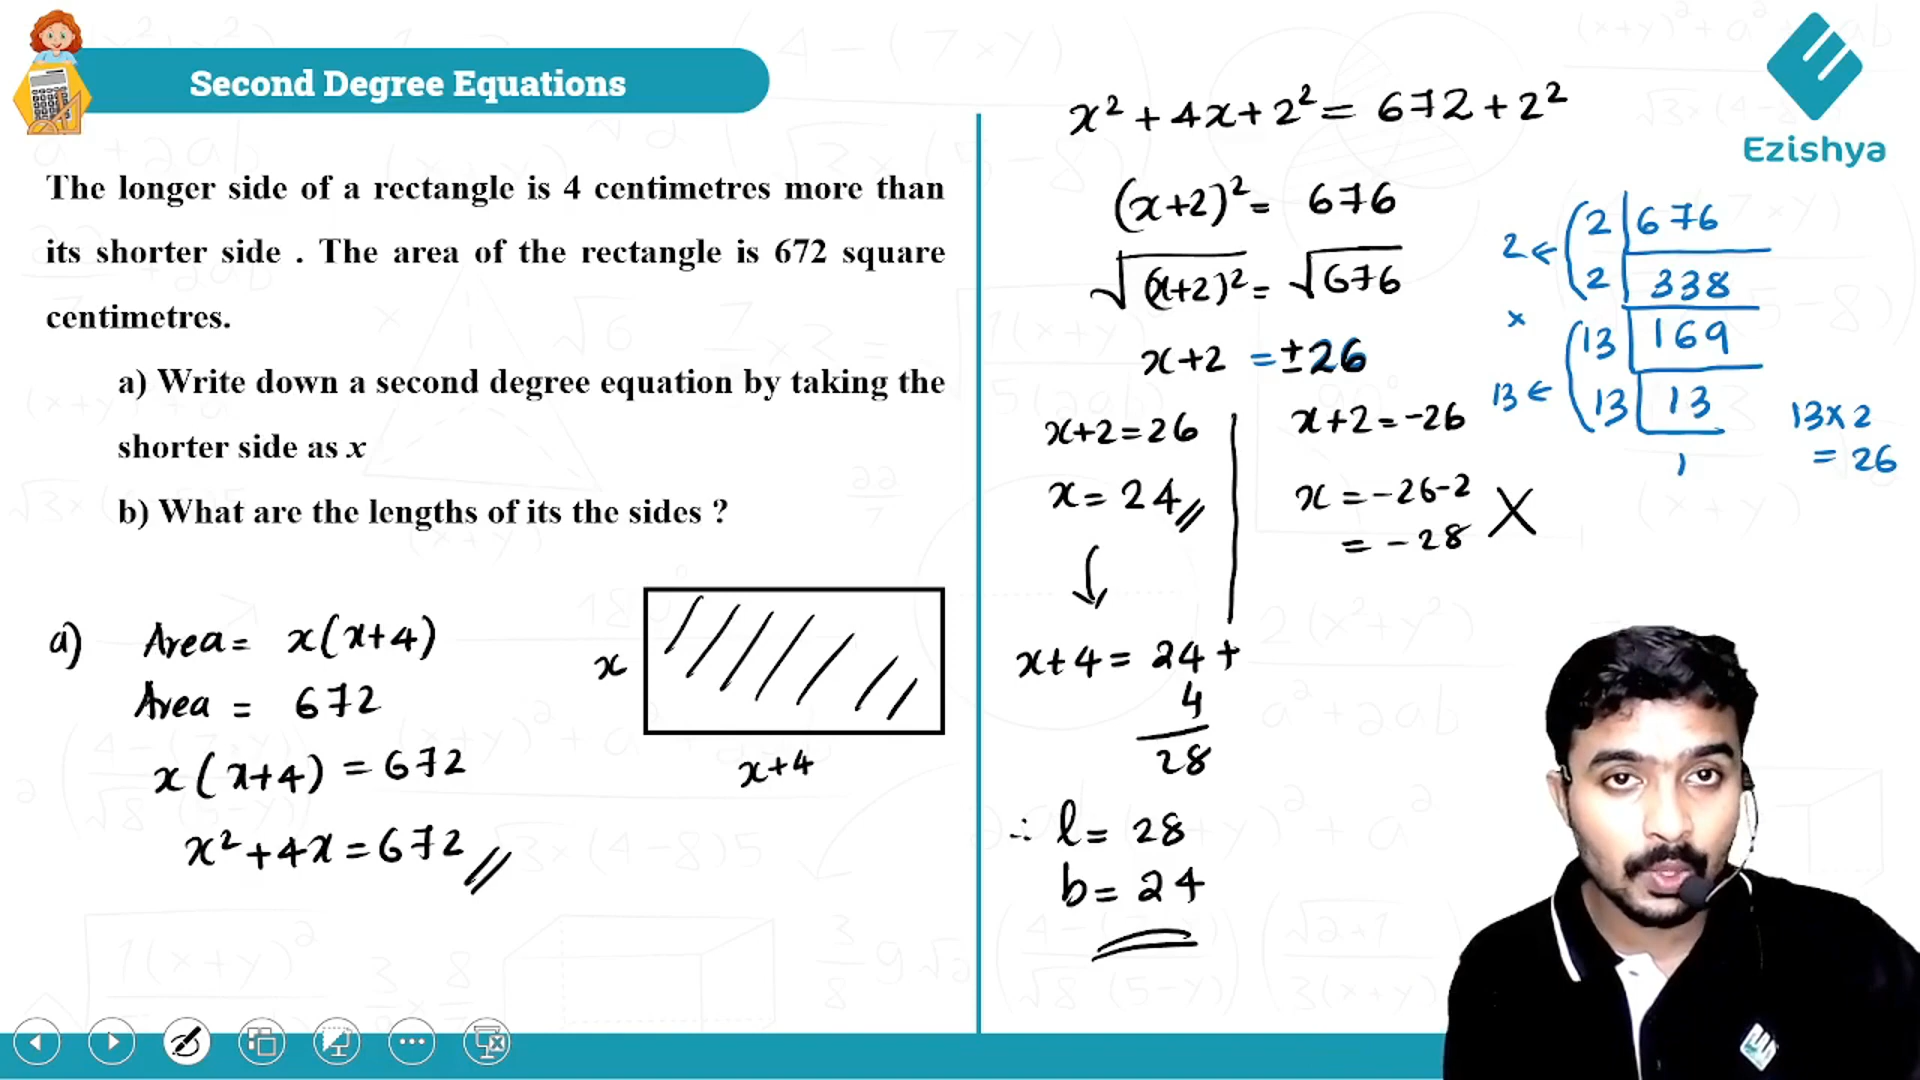 Second Degree Equations
Ezishya
The longer side of a rectangle is 4 centimetres more than
its shorter side . The area of the rectangle is 672 square
centimetres.
a) Write down a second degree equation by taking the
shorter side as x
b) What are the lengths of its the sides ?
a) Area = x(x+4)
Area = 672
x(x+4) = 672
x² + 4x = 672
x
x+4
x² + 4x + 2² = 672 + 2²
(x+2)² = 676
√(x+2)² = √676
x+2 = ±26
x+2 = 26
x = 24
x+2 = -26
x = -26-2
= -28
x+4 = 24 +
4
28
∴ l = 28
b = 24
2 ← 2 | 676
2 | 338
×
13 | 169
13 ← 13 | 13
1
13 × 2
= 26